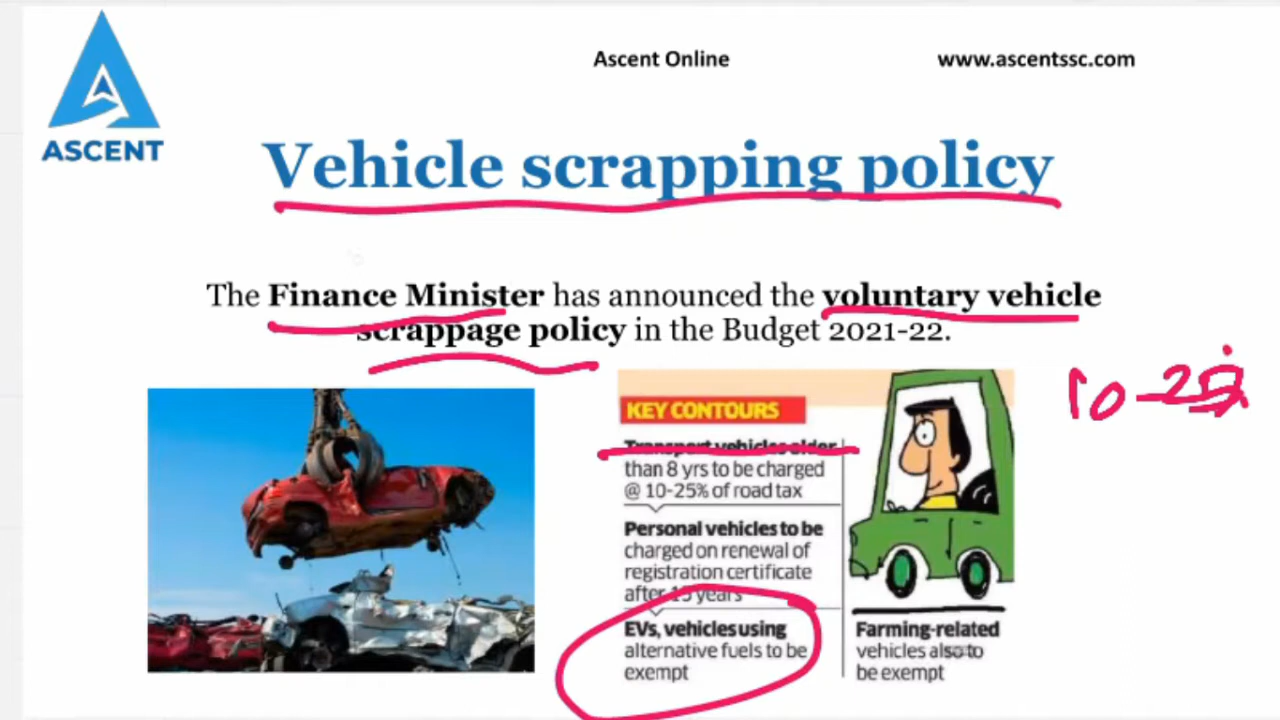 ASCENT
Ascent Online
www.ascentssc.com
Vehicle scrapping policy
The Finance Minister has announced the voluntary vehicle
scrappage policy in the Budget 2021-22.
KEY CONTOURS
Transport vehicles older
than 8 yrs to be charged
@ 10-25% of road tax
Personal vehicles to be
charged on renewal of
registration certificate
after 15 years
EVs, vehicles using
alternative fuels to be
exempt
Farming-related
vehicles also to
be exempt
10-25